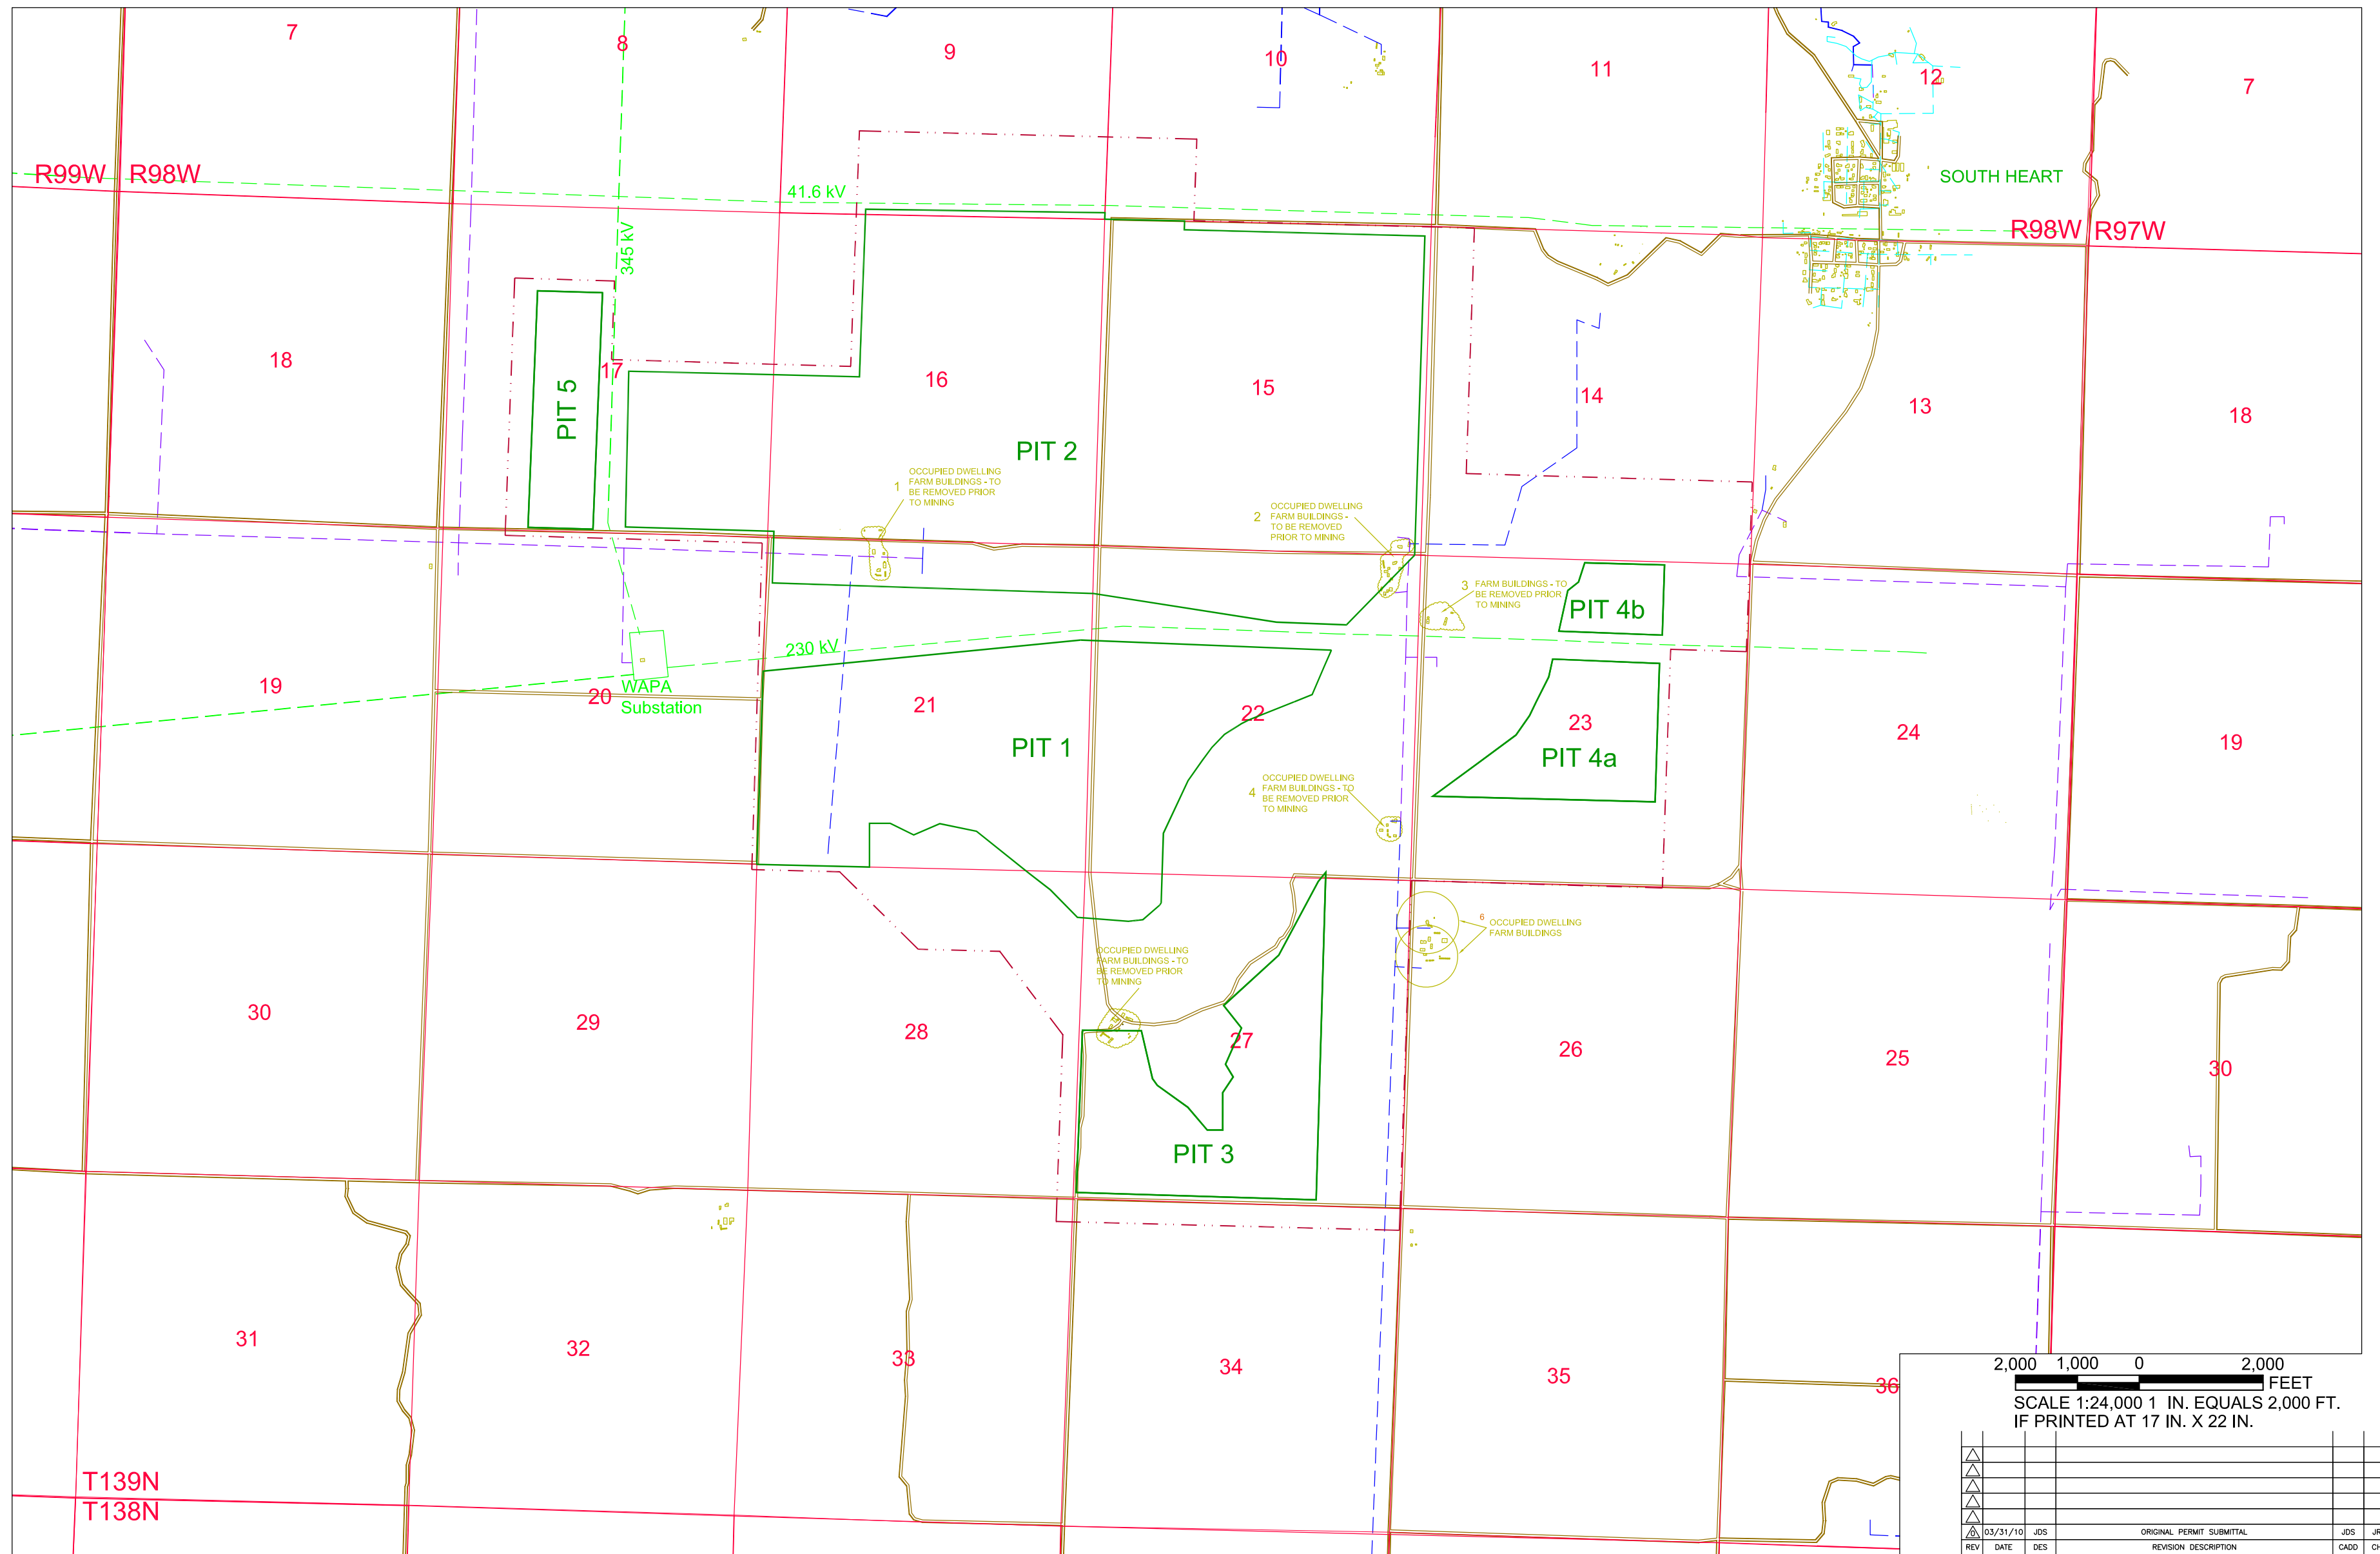 7
8
9
10
11
12
7
R99W
R98W
41.6 kV
345 kV
SOUTH HEART
R98W
R97W
18
PIT 5
17
16
15
14
13
18
PIT 2
1
OCCUPIED DWELLING
FARM BUILDINGS - TO
BE REMOVED PRIOR
TO MINING
2
OCCUPIED DWELLING
FARM BUILDINGS -
TO BE REMOVED
PRIOR TO MINING
3
FARM BUILDINGS - TO
BE REMOVED PRIOR
TO MINING
PIT 4b
230 kV
19
20
WAPA
Substation
21
22
23
24
19
PIT 1
PIT 4a
4
OCCUPIED DWELLING
FARM BUILDINGS - TO
BE REMOVED PRIOR
TO MINING
6
OCCUPIED DWELLING
FARM BUILDINGS
OCCUPIED DWELLING
FARM BUILDINGS - TO
BE REMOVED PRIOR
TO MINING
30
29
28
27
26
25
30
PIT 3
31
32
33
34
35
36
2,000 1,000 0 2,000
FEET
SCALE 1:24,000 1 IN. EQUALS 2,000 FT.
IF PRINTED AT 17 IN. X 22 IN.
T139N
T138N
0 03/31/10 JDS ORIGINAL PERMIT SUBMITTAL JDS
REV DATE DES REVISION DESCRIPTION CADD